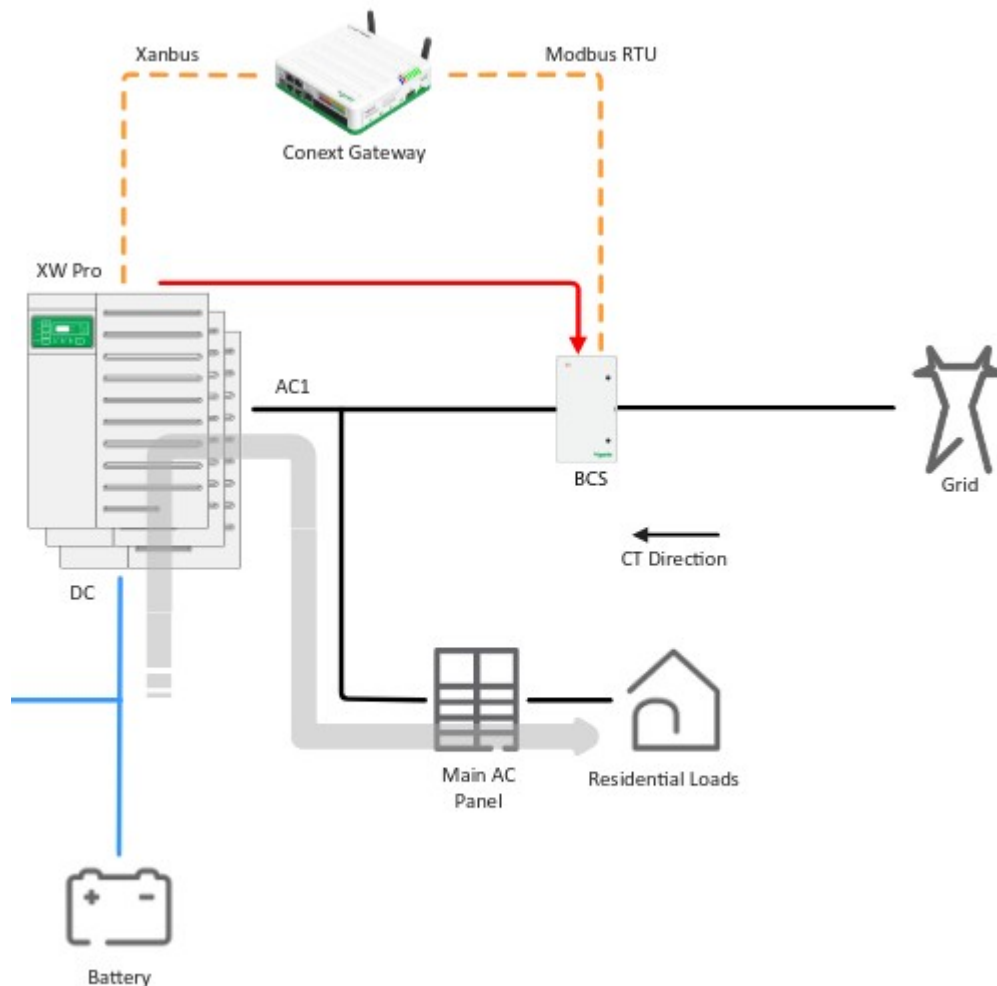 Xanbus
Modbus RTU
Conext Gateway
XW Pro
AC1
BCS
Grid
CT Direction
DC
Main AC
Panel
Residential Loads
Battery